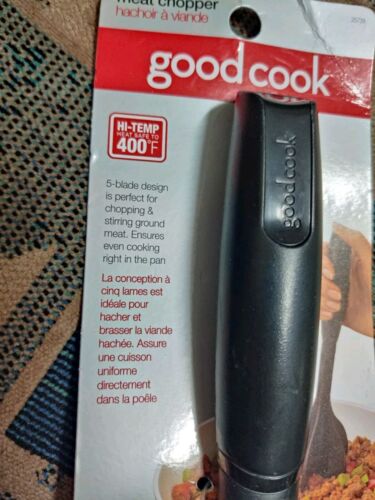 meat chopper
hachoir à viande
good cook
HI-TEMP
HEAT SAFE TO
400°F
good cook
5-blade design
is perfect for
chopping &
stirring ground
meat. Ensures
even cooking
right in the pan
La conception à
cinq lames est
idéale pour
hacher et
brasser la viande
hachée. Assure
une cuisson
uniforme
directement
dans la poêle